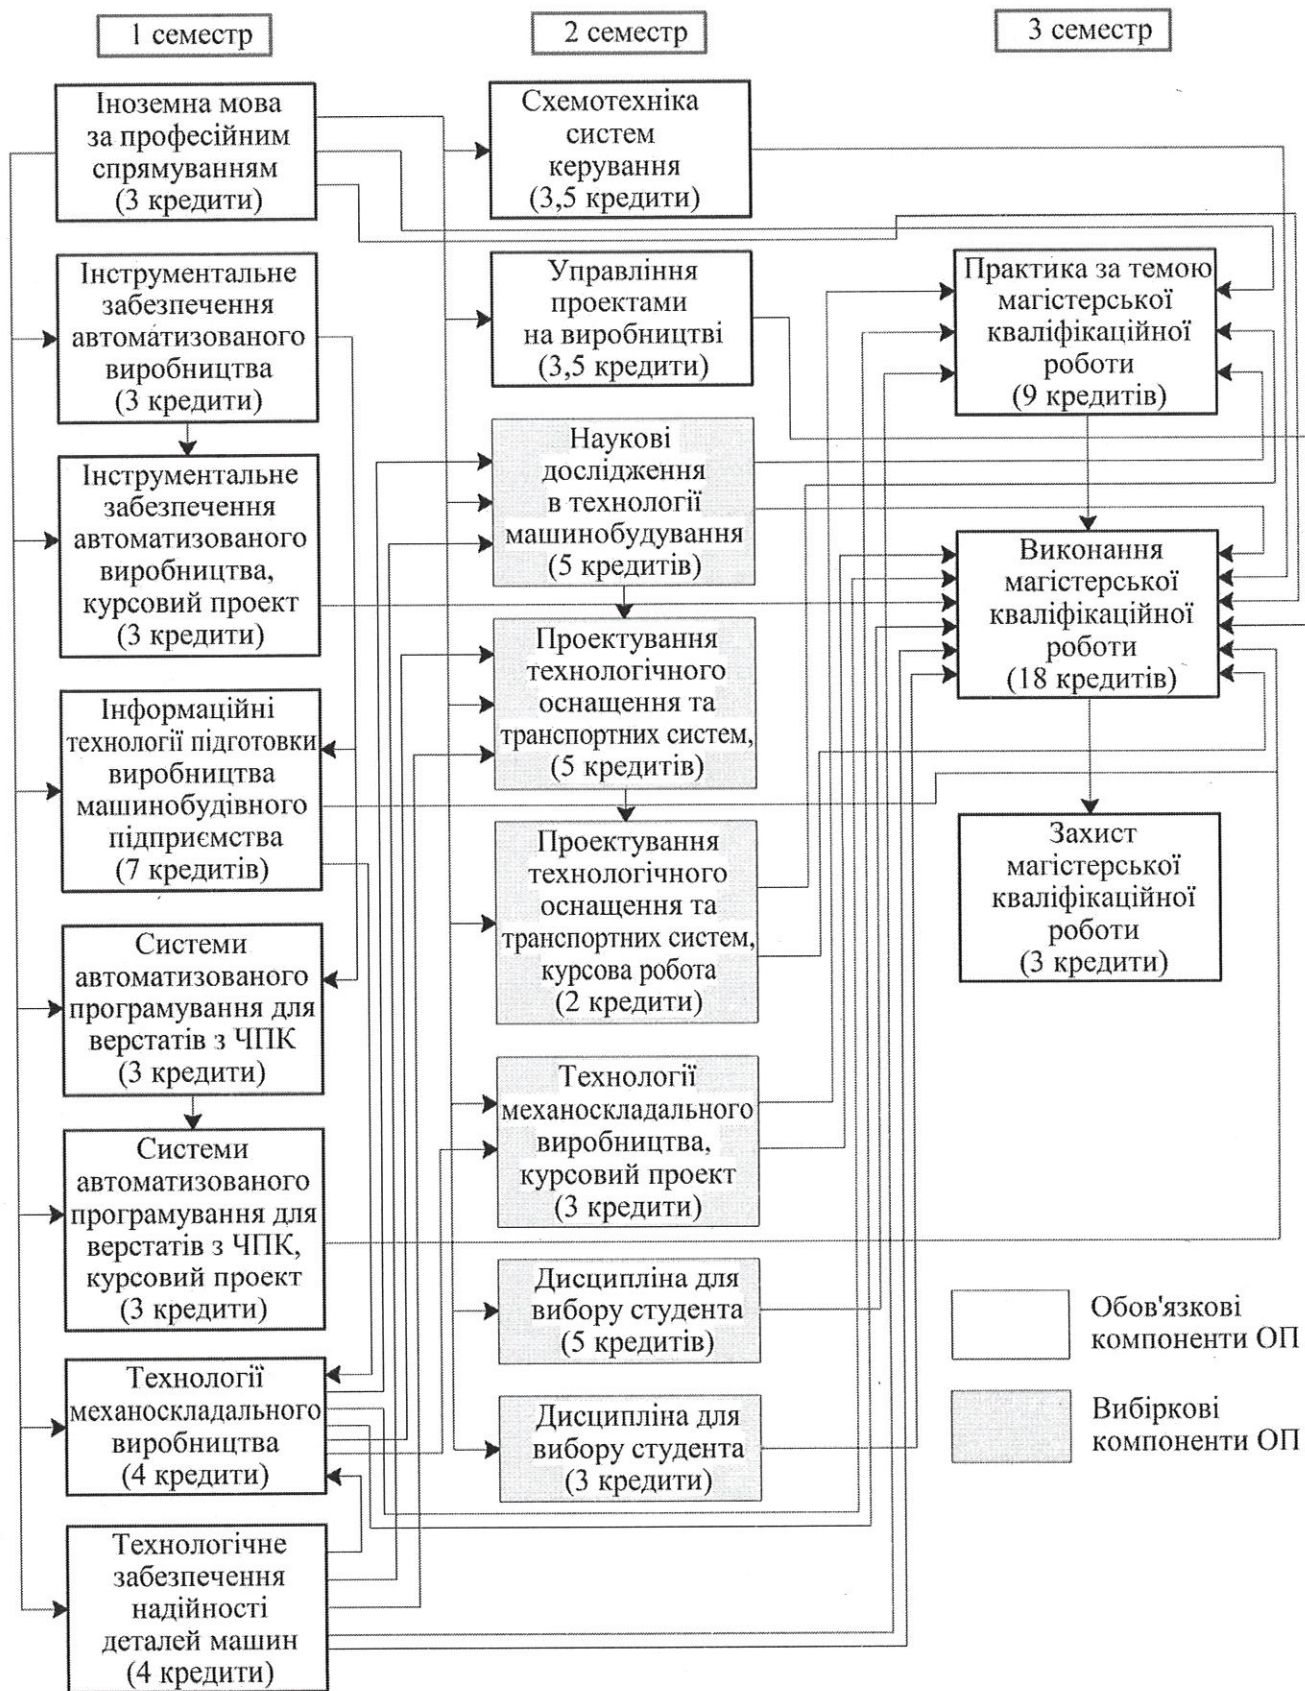 1 семестр
2 семестр
3 семестр
Іноземна мова
за професійним
спрямуванням
(3 кредити)
Інструментальне
забезпечення
автоматизованого
виробництва
(3 кредити)
Інструментальне
забезпечення
автоматизованого
виробництва,
курсовий проект
(3 кредити)
Інформаційні
технології підготовки
виробництва
машинобудівного
підприємства
(7 кредитів)
Системи
автоматизованого
програмування для
верстатів з ЧПК
(3 кредити)
Системи
автоматизованого
програмування для
верстатів з ЧПК,
курсовий проект
(3 кредити)
Технології
механоскладального
виробництва
(4 кредити)
Технологічне
забезпечення
надійності
деталей машин
(4 кредити)
Схемотехніка
систем
керування
(3,5 кредити)
Управління
проектами
на виробництві
(3,5 кредити)
Наукові
дослідження
в технології
машинобудування
(5 кредитів)
Проектування
технологічного
оснащення та
транспортних систем,
(5 кредитів)
Проектування
технологічного
оснащення та
транспортних систем,
курсова робота
(2 кредити)
Технології
механоскладального
виробництва,
курсовий проект
(3 кредити)
Дисципліна для
вибору студента
(5 кредитів)
Дисципліна для
вибору студента
(3 кредити)
Практика за темою
магістерської
кваліфікаційної
роботи
(9 кредитів)
Виконання
магістерської
кваліфікаційної
роботи
(18 кредитів)
Захист
магістерської
кваліфікаційної
роботи
(3 кредити)
Обов'язкові
компоненти ОП
Вибіркові
компоненти ОП